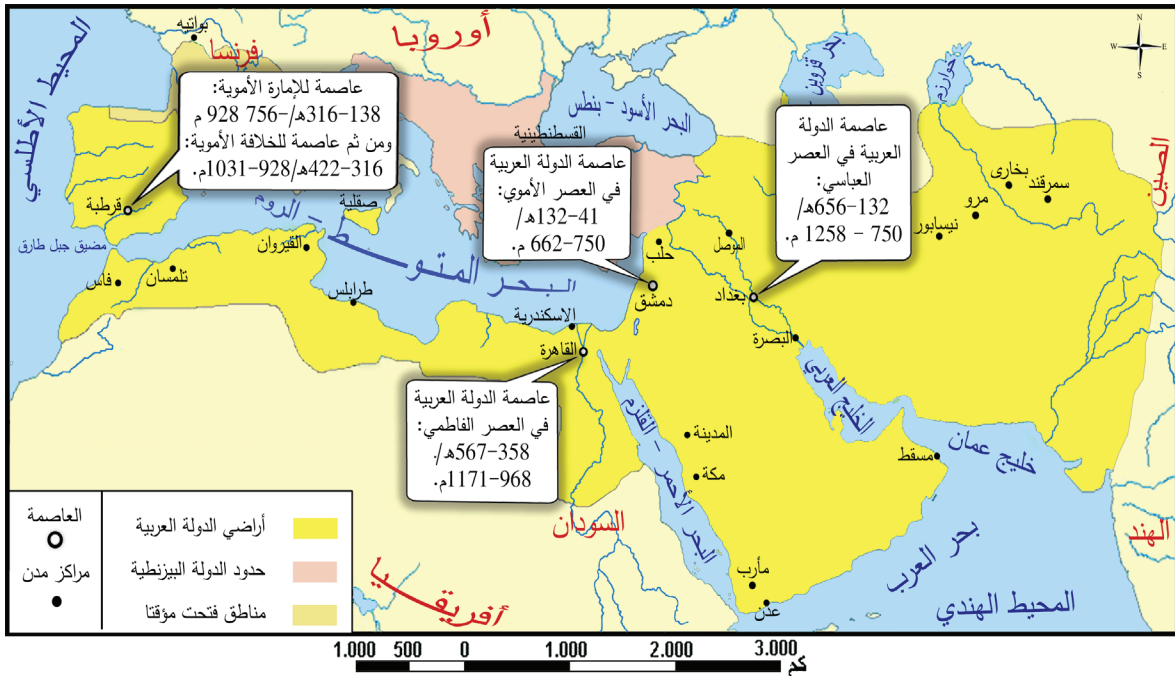 المحيط الأطلسي
بواتيه
فرنسا
أوروبا
بحر قزوين
خوارزم
N
W
E
S
الصين
عاصمة للإمارة الأموية:
138-316ه/-756 928 م
ومن ثم عاصمة للخلافة الأموية:
316-422ه/928-1031م.
البحر الأسود - بنطس
القسطنطينية
عاصمة الدولة العربية
في العصر الأموي:
41-132ه/
662-750 م.
عاصمة الدولة
العربية في العصر
العباسي:
132-656ه/
750 - 1258 م.
بخارى
سمرقند
مرو
نيسابور
قرطبة
صقلية
مضيق جبل طارق
البحر المتوسط - الروم
القيروان
تلمسان
فاس
طرابلس
حلب
الموصل
دمشق
بغداد
الاسكندرية
القاهرة
البصرة
عاصمة الدولة العربية
في العصر الفاطمي:
358-567ه/.
968-1171م.
الخليج العربي
البحر الأحمر - القلزم
المدينة
مكة
مسقط
خليج عمان
الهند
السودان
بحر العرب
مأرب
عدن
المحيط الهندي
أفريقيا
العاصمة
مراكز مدن
أراضي الدولة العربية
حدود الدولة البيزنطية
مناطق فتحت مؤقتا
1.000 500 0 1.000 2.000 3.000
كم